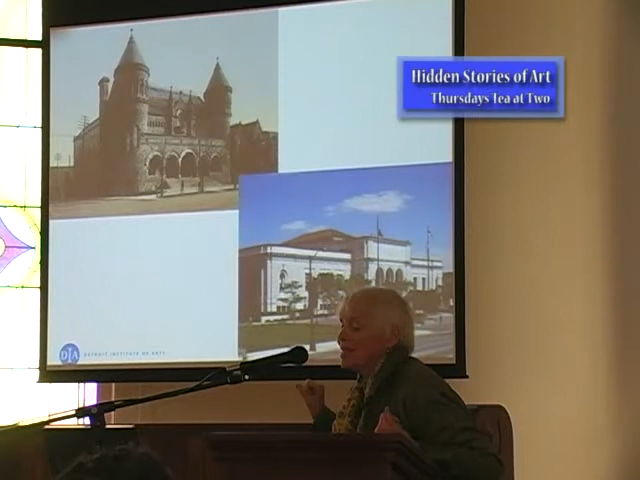 Hidden Stories of Art
Thursdays Tea at Two
DIA DETROIT INSTITUTE OF ARTS